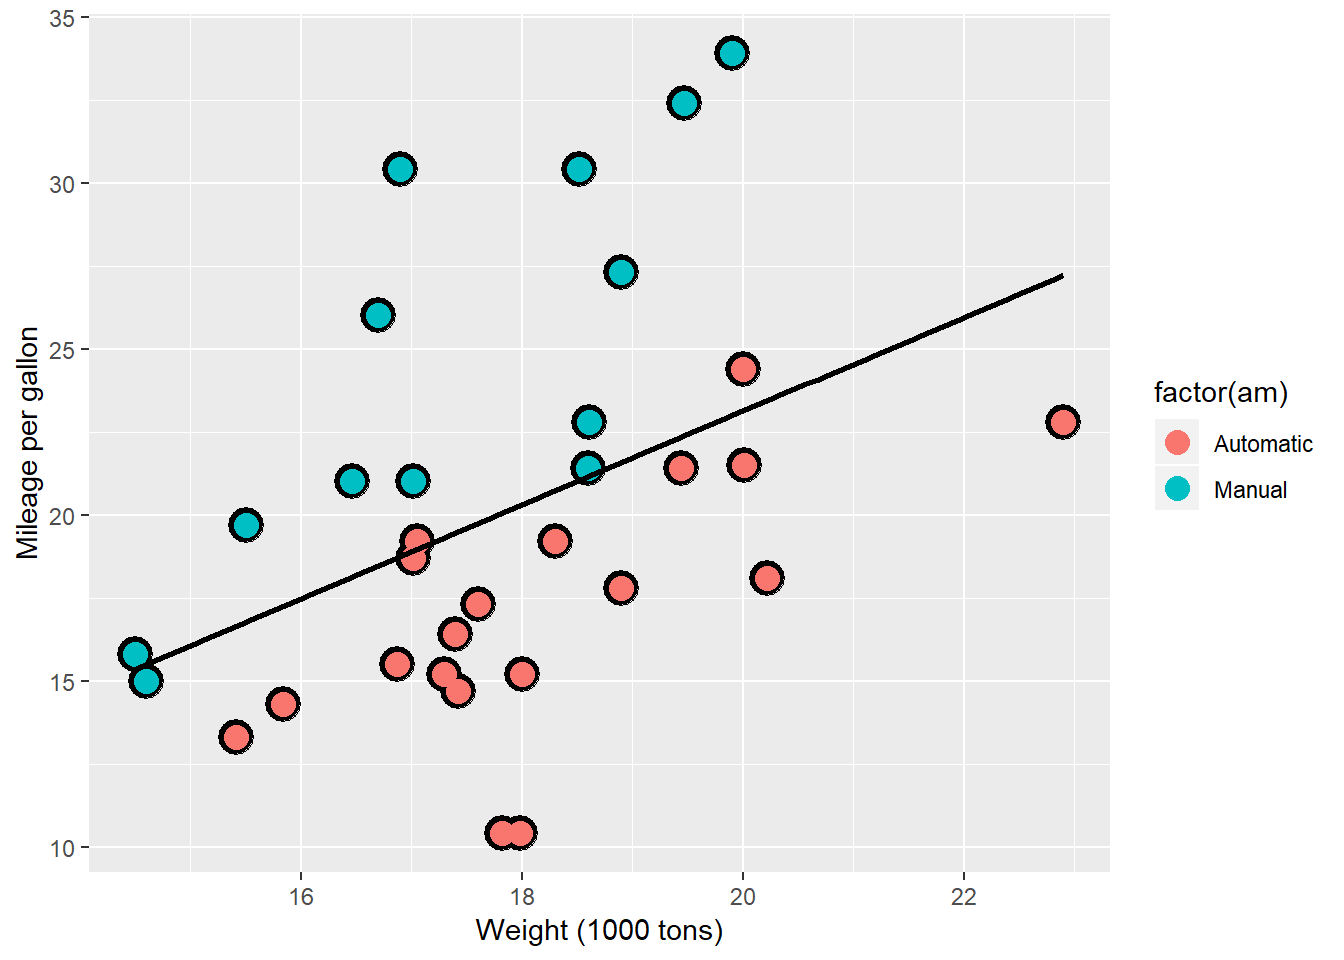 35
30
25
20
15
10
Mileage per gallon
16 18 20 22
Weight (1000 tons)
factor(am)
Automatic
Manual